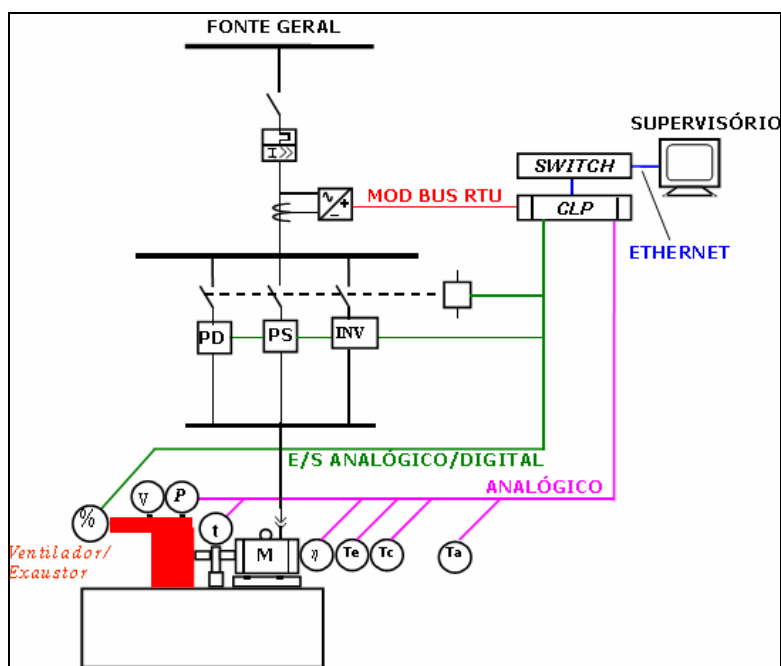 FONTE GERAL
I
SUPERVISÓRIO
SWITCH
MOD BUS RTU
CLP
ETHERNET
PD
PS
INV
E/S ANALÓGICO/DIGITAL
ANALÓGICO
V
P
%
t
Ventilador/
Exaustor
M
η
Te
Tc
Ta